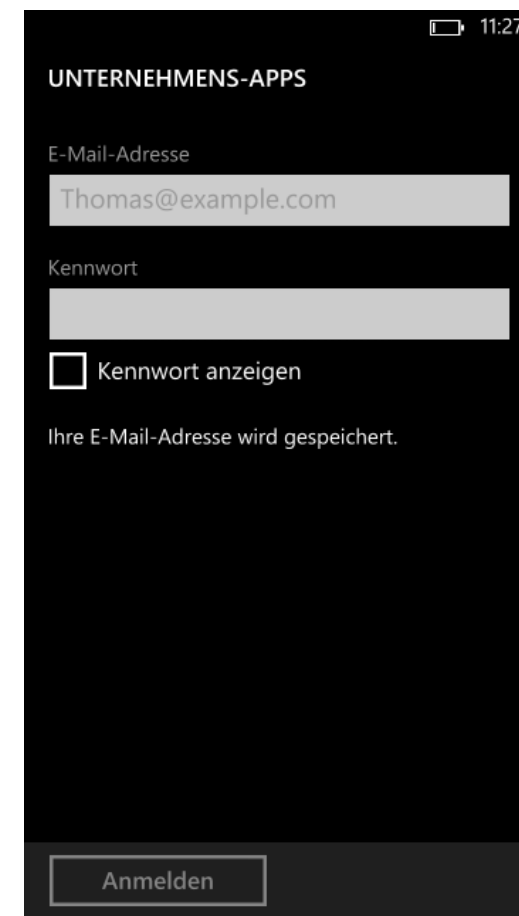 11:27
UNTERNEHMENS-APPS
E-Mail-Adresse
Thomas@example.com
Kennwort
Kennwort anzeigen
Ihre E-Mail-Adresse wird gespeichert.
Anmelden